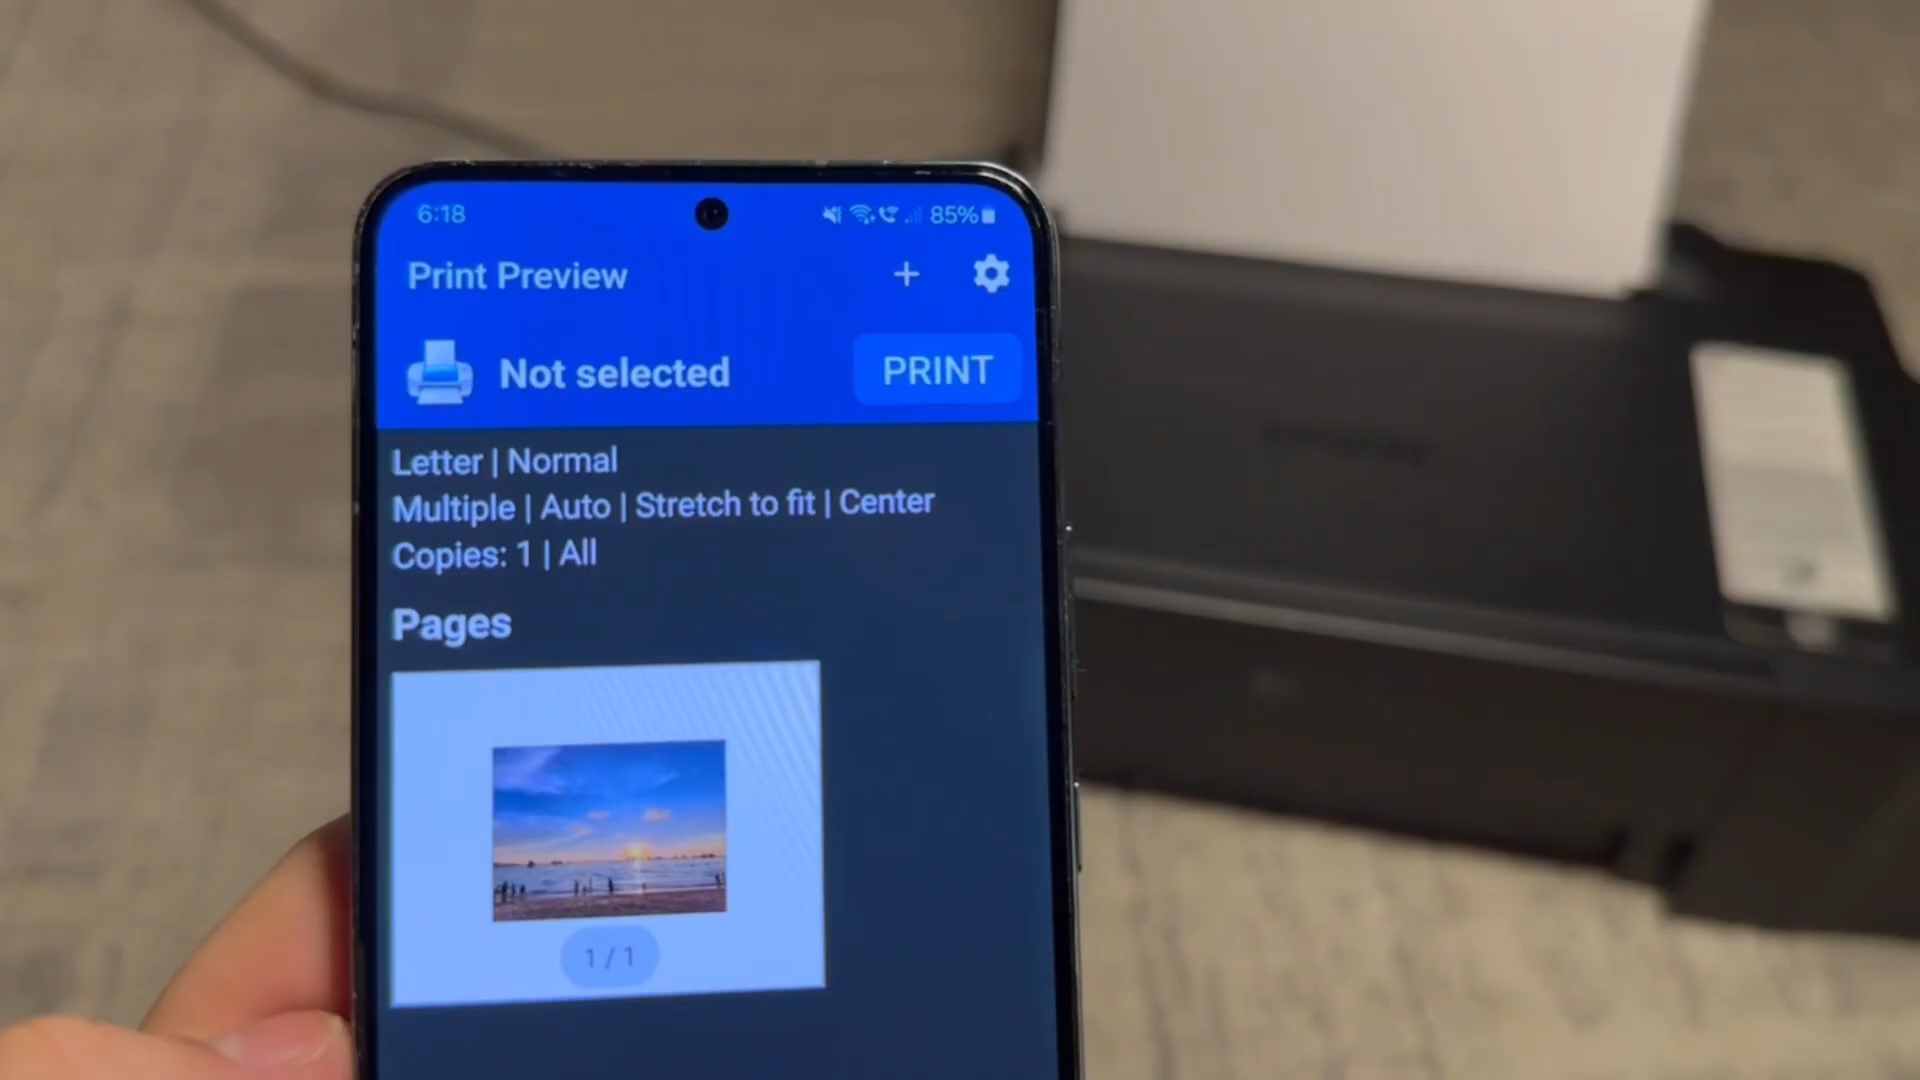 6:18 85%
Print Preview
Not selected PRINT
Letter | Normal
Multiple | Auto | Stretch to fit | Center
Copies: 1 | All
Pages
1 / 1